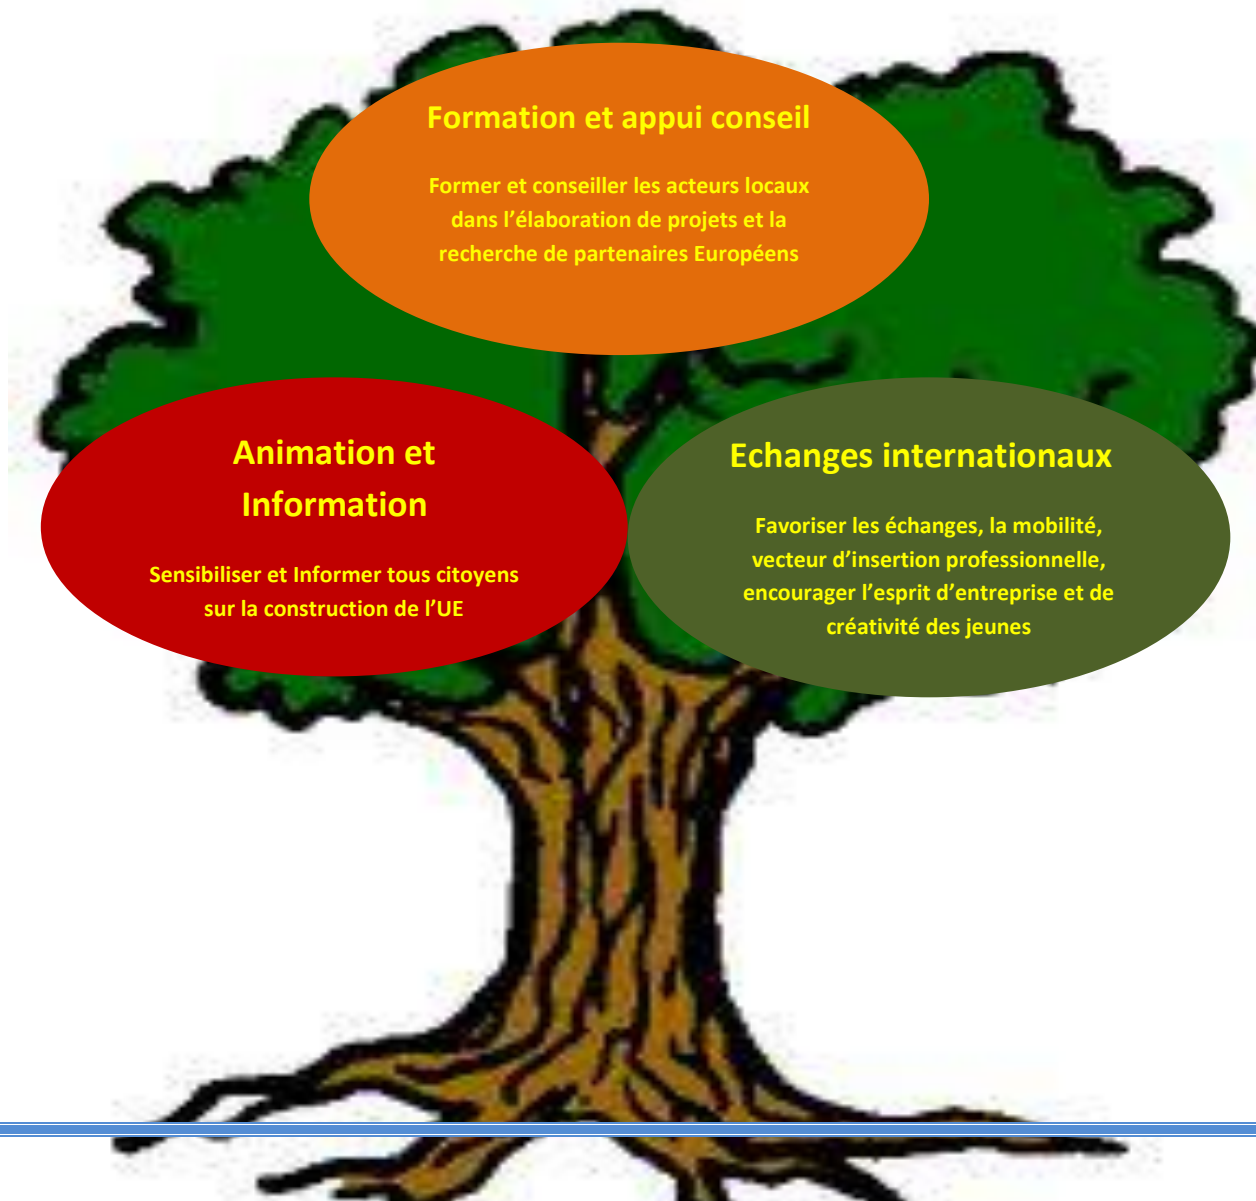 Formation et appui conseil
Former et conseiller les acteurs locaux
dans l’élaboration de projets et la
recherche de partenaires Européens
Animation et
Information
Sensibiliser et Informer tous citoyens
sur la construction de l’UE
Echanges internationaux
Favoriser les échanges, la mobilité,
vecteur d’insertion professionnelle,
encourager l’esprit d’entreprise et de
créativité des jeunes